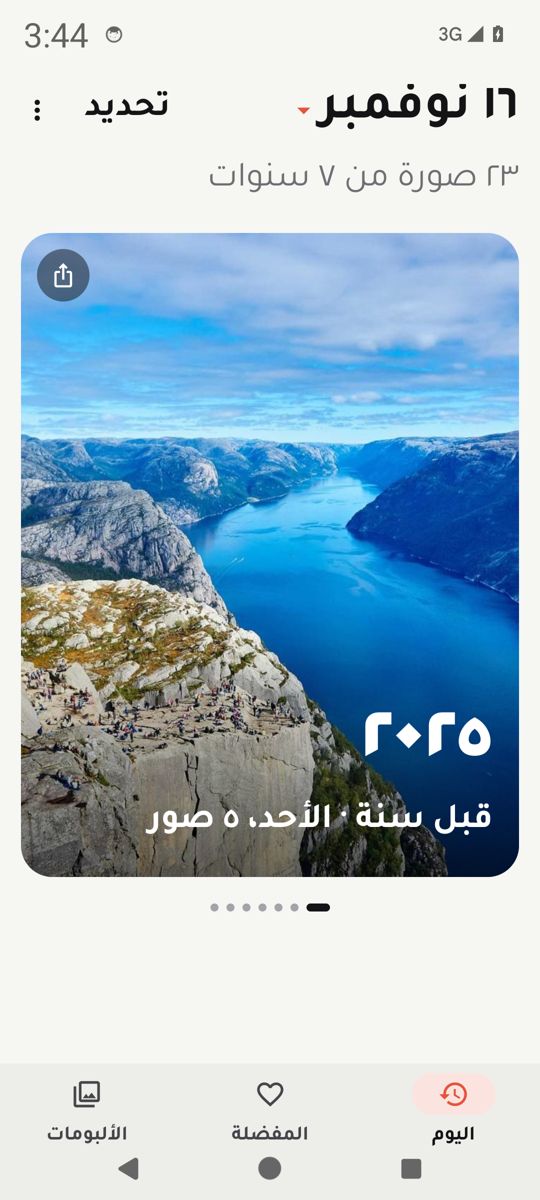 3:44
3G
١٦ نوفمبر
تحديد
٢٣ صورة من ٧ سنوات
٢٠٢٥
قبل سنة · الأحد، ٥ صور
اليوم
المفضلة
الألبومات